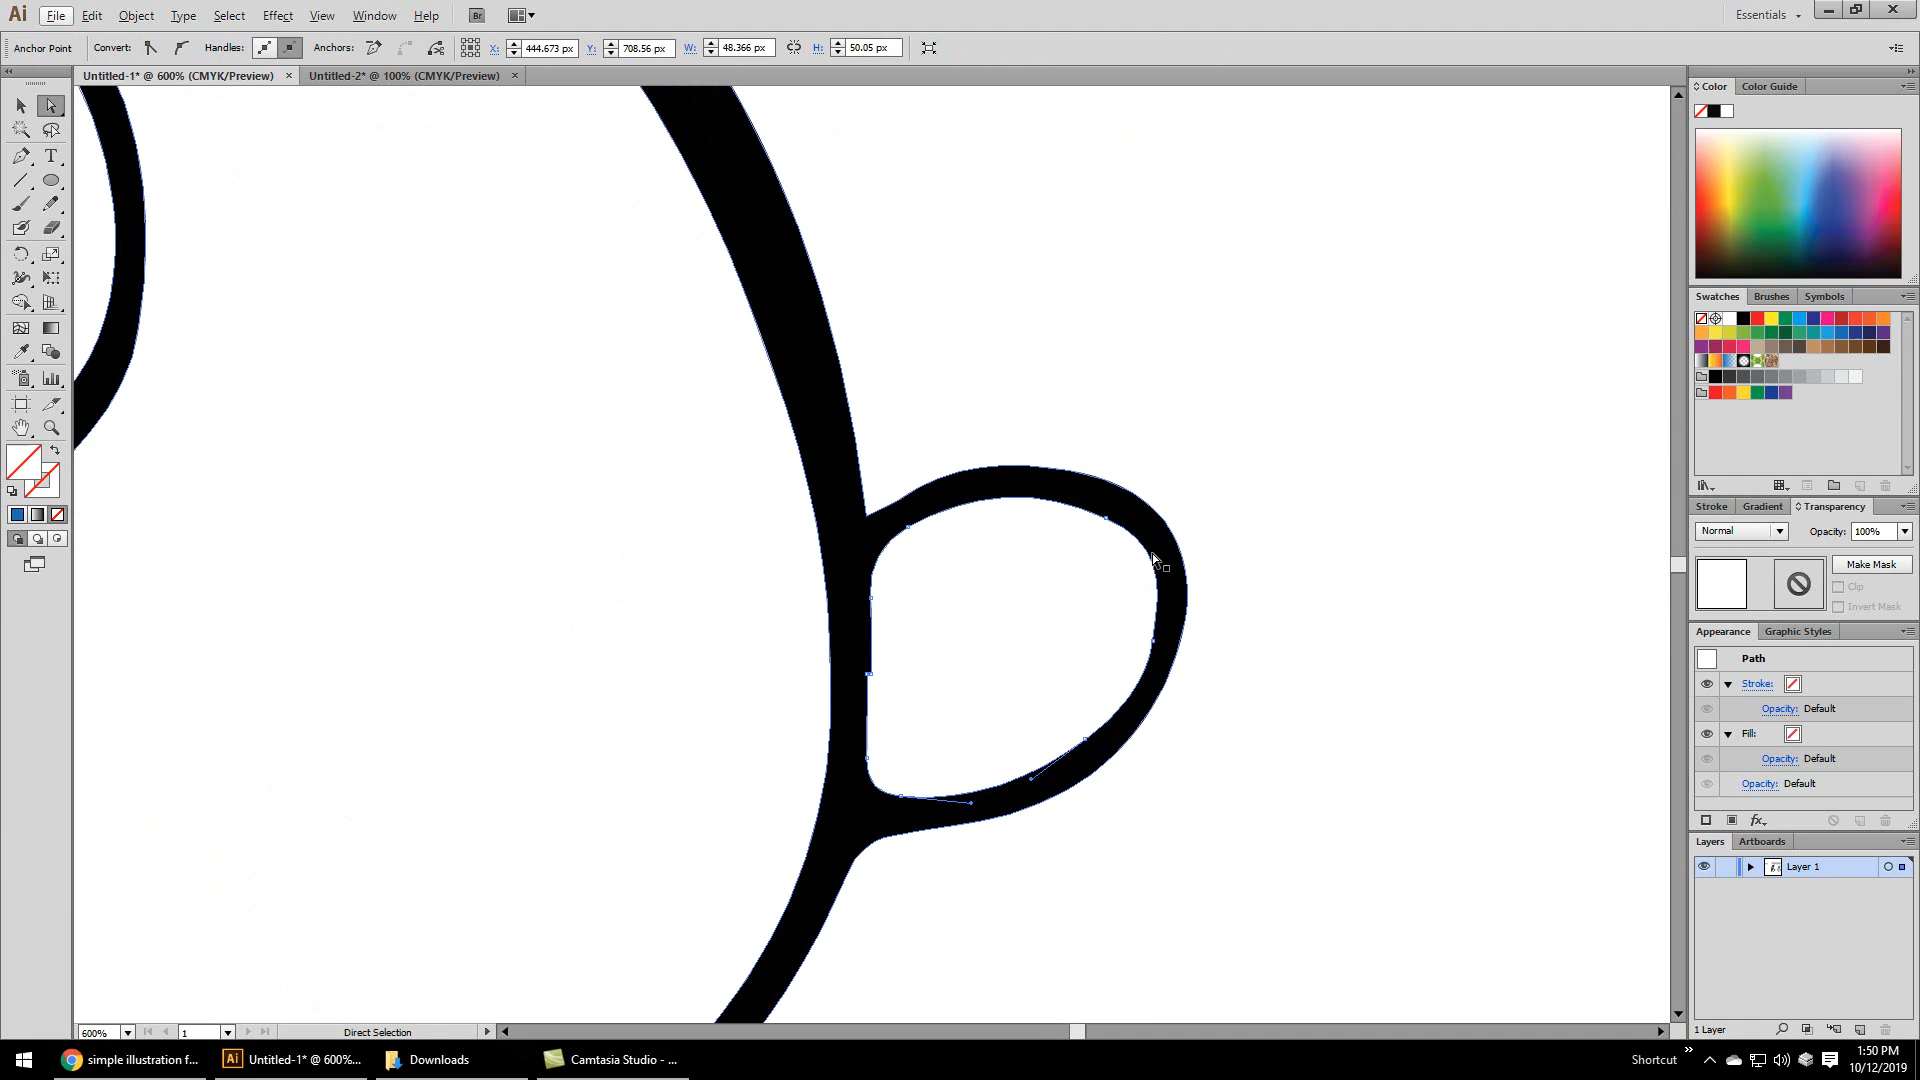 Ai File Edit Object Type Select Effect View Window Help Br Essentials
Anchor Point Convert: Handles: Anchors: X: 444.673 px Y: 708.56 px W: 48.366 px H: 50.05 px
Untitled-1* @ 600% (CMYK/Preview) Untitled-2* @ 100% (CMYK/Preview)
Color Color Guide
Swatches Brushes Symbols
Stroke Gradient Transparency
Normal Opacity: 100%
Make Mask
Clip
Invert Mask
Appearance Graphic Styles
Path
Stroke:
Opacity: Default
Fill:
Opacity: Default
Opacity: Default
fx
Layers Artboards
Layer 1
1 Layer
600% 1 Direct Selection
simple illustration f... Ai Untitled-1* @ 600%... Downloads Camtasia Studio - ... Shortcut » 1:50 PM
10/12/2019